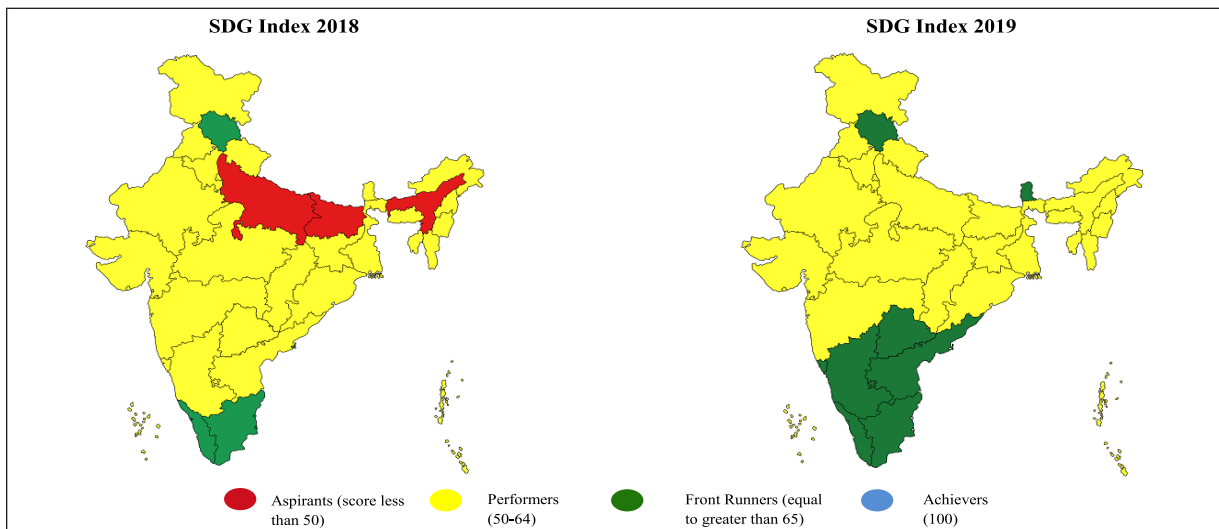 SDG Index 2018
SDG Index 2019
Aspirants (score less
than 50)
Performers
(50-64)
Front Runners (equal
to greater than 65)
Achievers
(100)